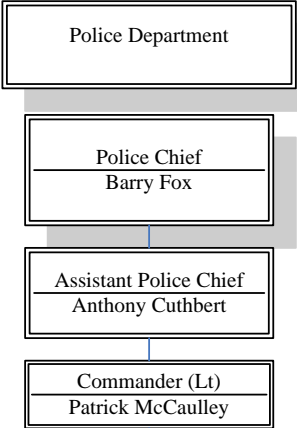 Police Department
Police Chief
Barry Fox
Assistant Police Chief
Anthony Cuthbert
Commander (Lt)
Patrick McCaulley